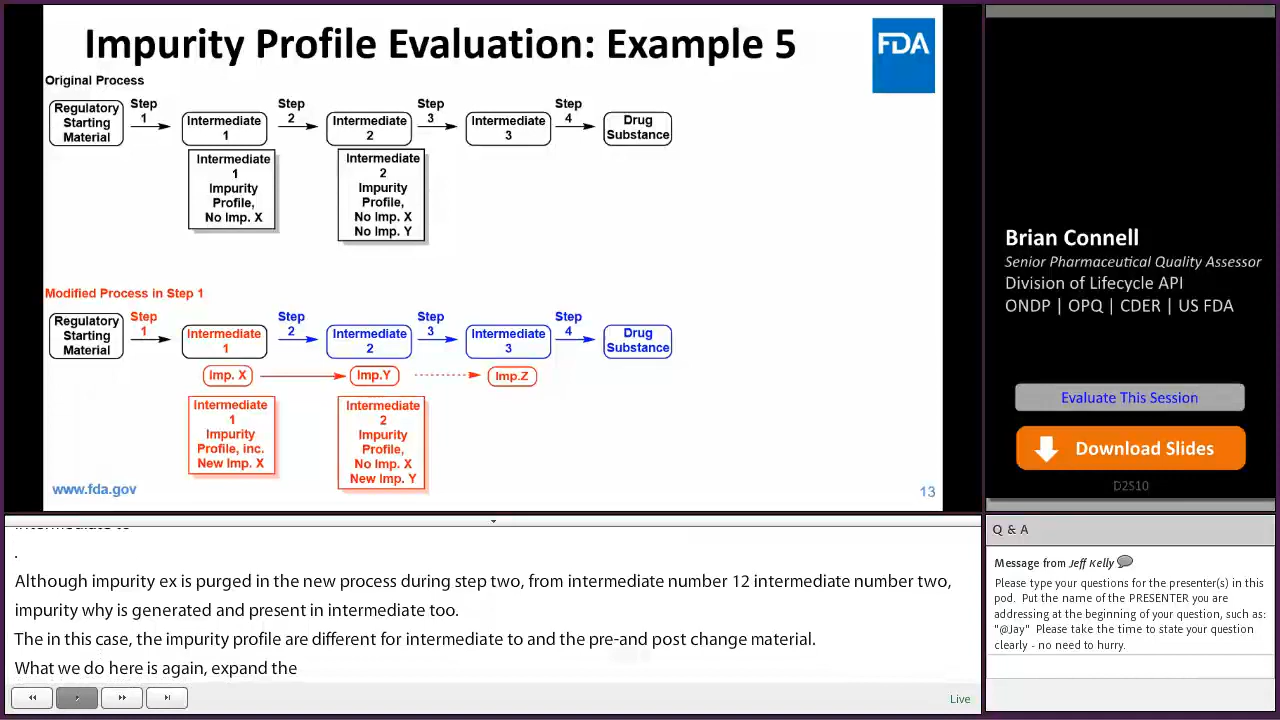 Impurity Profile Evaluation: Example 5
FDA
Original Process
Regulatory
Starting
Material
Step
1
Intermediate
1
Step
2
Intermediate
2
Step
3
Intermediate
3
Step
4
Drug
Substance
Intermediate
1
Impurity
Profile,
No Imp. X
Intermediate
2
Impurity
Profile,
No Imp. X
No Imp. Y
Modified Process in Step 1
Regulatory
Starting
Material
Step
1
Intermediate
1
Step
2
Intermediate
2
Step
3
Intermediate
3
Step
4
Drug
Substance
Imp. X
Imp.Y
Imp.Z
Intermediate
1
Impurity
Profile, inc.
New Imp. X
Intermediate
2
Impurity
Profile,
No Imp. X
New Imp. Y
www.fda.gov
13
Brian Connell
Senior Pharmaceutical Quality Assessor
Division of Lifecycle API
ONDP | OPQ | CDER | US FDA
Evaluate This Session
Download Slides
D2S10
.
Although impurity ex is purged in the new process during step two, from intermediate number 12 intermediate number two,
impurity why is generated and present in intermediate too.
The in this case, the impurity profile are different for intermediate to and the pre-and post change material.
What we do here is again, expand the
Live
Q & A
Message from Jeff Kelly
Please type your questions for the presenter(s) in this
pod. Put the name of the PRESENTER you are
addressing at the beginning of your question, such as:
"@Jay" Please take the time to state your question
clearly - no need to hurry.